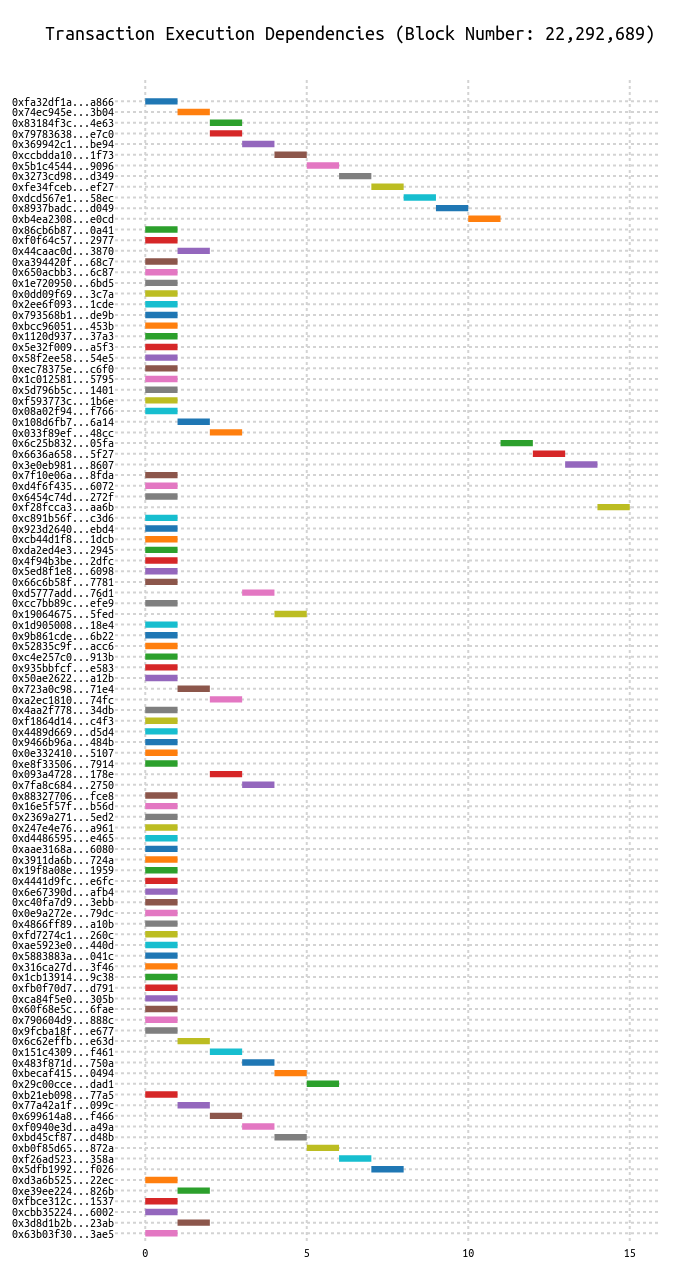 Transaction Execution Dependencies (Block Number: 22,292,689)
0xfa32df1a...a866
0x74ec945e...3b04
0x83184f3c...4e63
0x79783638...e7c0
0x369942c1...be94
0xccbdda10...1f73
0x5b1c4544...9096
0x3273cd98...d349
0xfe34fceb...ef27
0xdcd567e1...58ec
0x8937badc...d049
0xb4ea2308...e0cd
0x86cb6b87...0a41
0xf0f64c57...2977
0x44caac0d...3870
0xa394420f...68c7
0x650acbb3...6c87
0x1e720950...6bd5
0x0dd09f69...3c7a
0x2ee6f093...1cde
0x793568b1...de9b
0xbcc96051...453b
0x1120d937...37a3
0x5e32f009...a5f3
0x58f2ee58...54e5
0xec78375e...c6f0
0x1c012581...5795
0x5d796b5c...1401
0xf593773c...1b6e
0x08a02f94...f766
0x108d6fb7...6a14
0x033f89ef...48cc
0x6c25b832...05fa
0x6636a658...5f27
0x3e0eb981...8607
0x7f10e06a...8fda
0xd4f6f435...6072
0x6454c74d...272f
0xf28fcca3...aa6b
0xc891b56f...c3d6
0x923d2640...ebd4
0xcb44d1f8...1dcb
0xda2ed4e3...2945
0x4f94b3be...2dfc
0x5ed8f1e8...6098
0x66c6b58f...7781
0xd5777add...76d1
0xcc7bb89c...efe9
0x19064675...5fed
0x1d905008...18e4
0x9b861cde...6b22
0x52835c9f...acc6
0xc4e257c0...913b
0x935bbfcf...e583
0x50ae2622...a12b
0x723a0c98...71e4
0xa2ec1810...74fc
0x4aa2f778...34db
0xf1864d14...c4f3
0x4489d669...d5d4
0x9466b96a...484b
0x0e332410...5107
0xe8f33506...7914
0x093a4728...178e
0x7fa8c684...2750
0x88327706...fce8
0x16e5f57f...b56d
0x2369a271...5ed2
0x247e4e76...a961
0xd4486595...e465
0xaae3168a...6080
0x3911da6b...724a
0x19f8a08e...1959
0x4441d9fc...e6fc
0x6e67390d...afb4
0xc40fa7d9...3ebb
0x0e9a272e...79dc
0x4866ff89...a10b
0xfd7274c1...260c
0xae5923e0...440d
0x5883883a...041c
0x316ca27d...3f46
0x1cb13914...9c38
0xfb0f70d7...d791
0xca84f5e0...305b
0x60f68e5c...6fae
0x790604d9...888c
0x9fcba18f...e677
0x6c62effb...e63d
0x151c4309...f461
0x483f871d...750a
0xbecaf415...0494
0x29c00cce...dad1
0xb21eb098...77a5
0x77a42a1f...099c
0x699614a8...f466
0xf0940e3d...a49a
0xbd45cf87...d48b
0xb0f85d65...872a
0xf26ad523...358a
0x5dfb1992...f026
0xd3a6b525...22ec
0xe39ee224...826b
0xfbce312c...1537
0xcbb35224...6002
0x3d8d1b2b...23ab
0x63b03f30...3ae5
0 5 10 15